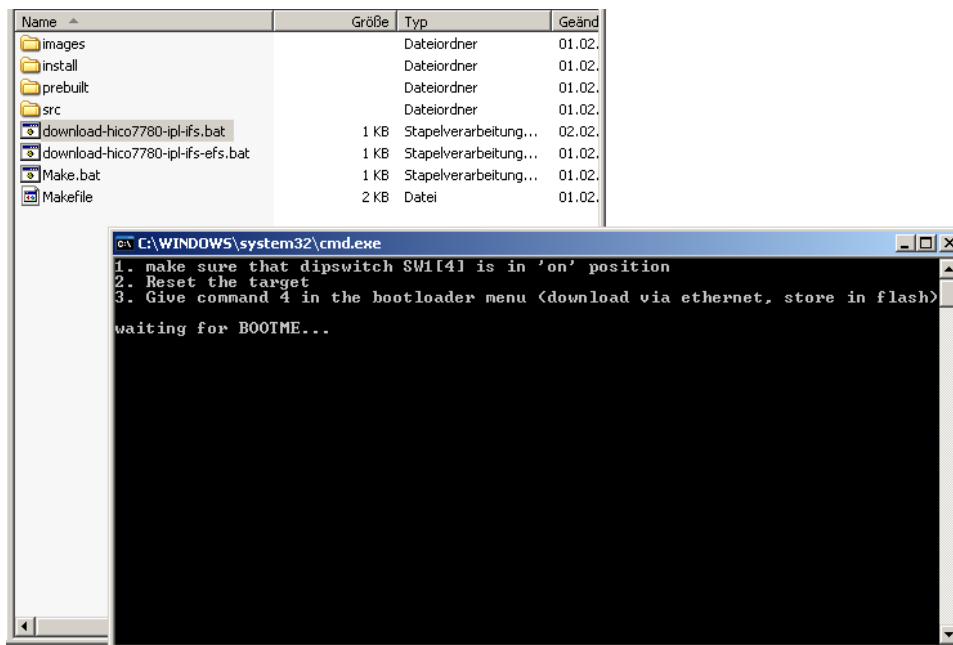 Name Größe Typ Geänd
images Dateiordner 01.02.
install Dateiordner 01.02.
prebuilt Dateiordner 01.02.
src Dateiordner 01.02.
download-hico7780-ipl-ifs.bat 1 KB Stapelverarbeitung... 02.02.
download-hico7780-ipl-ifs-efs.bat 1 KB Stapelverarbeitung... 01.02.
Make.bat 1 KB Stapelverarbeitung... 01.02.
Makefile 2 KB Datei 01.02.
C:\WINDOWS\system32\cmd.exe
1. make sure that dipswitch SW1[4] is in 'on' position
2. Reset the target
3. Give command 4 in the bootloader menu (download via ethernet, store in flash)
waiting for BOOTME...